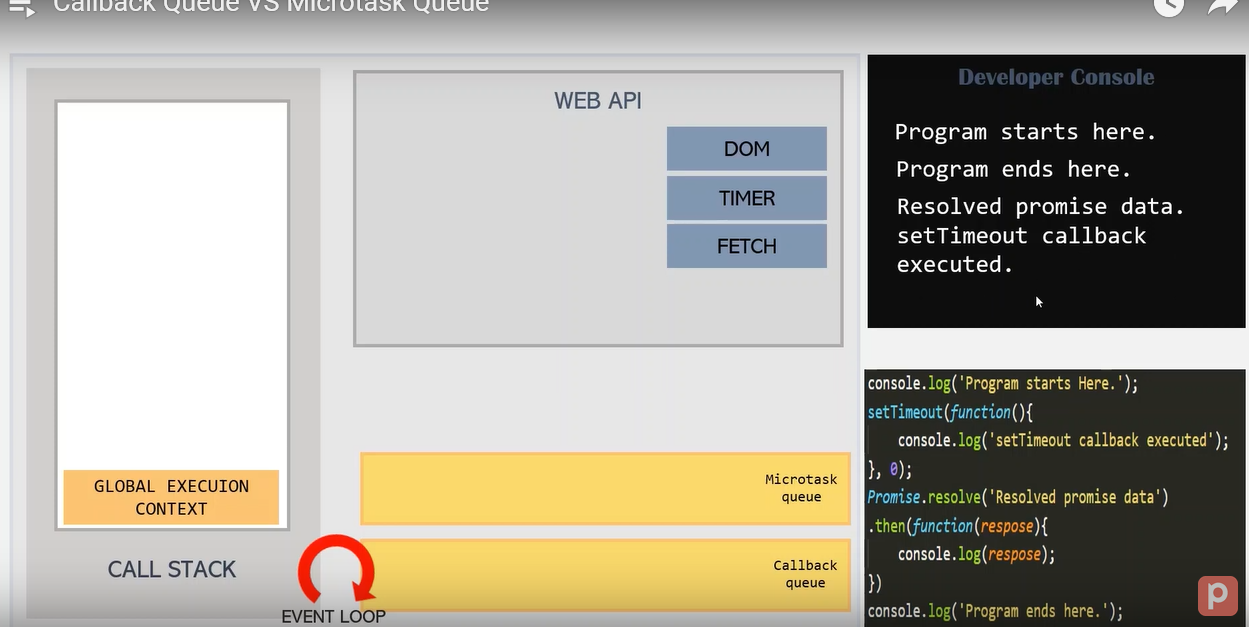 Callback Queue VS Microtask Queue
WEB API
DOM
TIMER
FETCH
GLOBAL EXECUION
CONTEXT
CALL STACK
EVENT LOOP
Microtask
queue
Callback
queue
Developer Console
Program starts here.
Program ends here.
Resolved promise data.
setTimeout callback
executed.
console.log('Program starts Here.');
setTimeout(function(){
console.log('setTimeout callback executed');
}, 0);
Promise.resolve('Resolved promise data')
.then(function(respose){
console.log(respose);
})
console.log('Program ends here.');
p